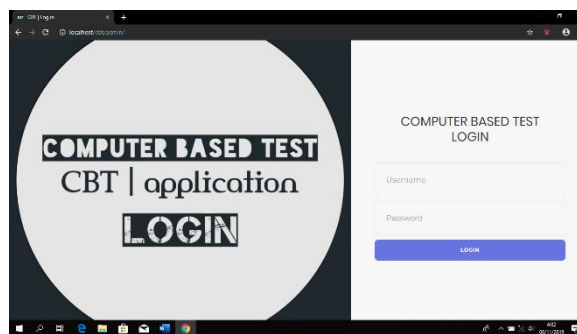 CBT | Login
localhost/cbt/admin/
COMPUTER BASED TEST
CBT | application
LOGIN
COMPUTER BASED TEST
LOGIN
Username
Password
LOGIN